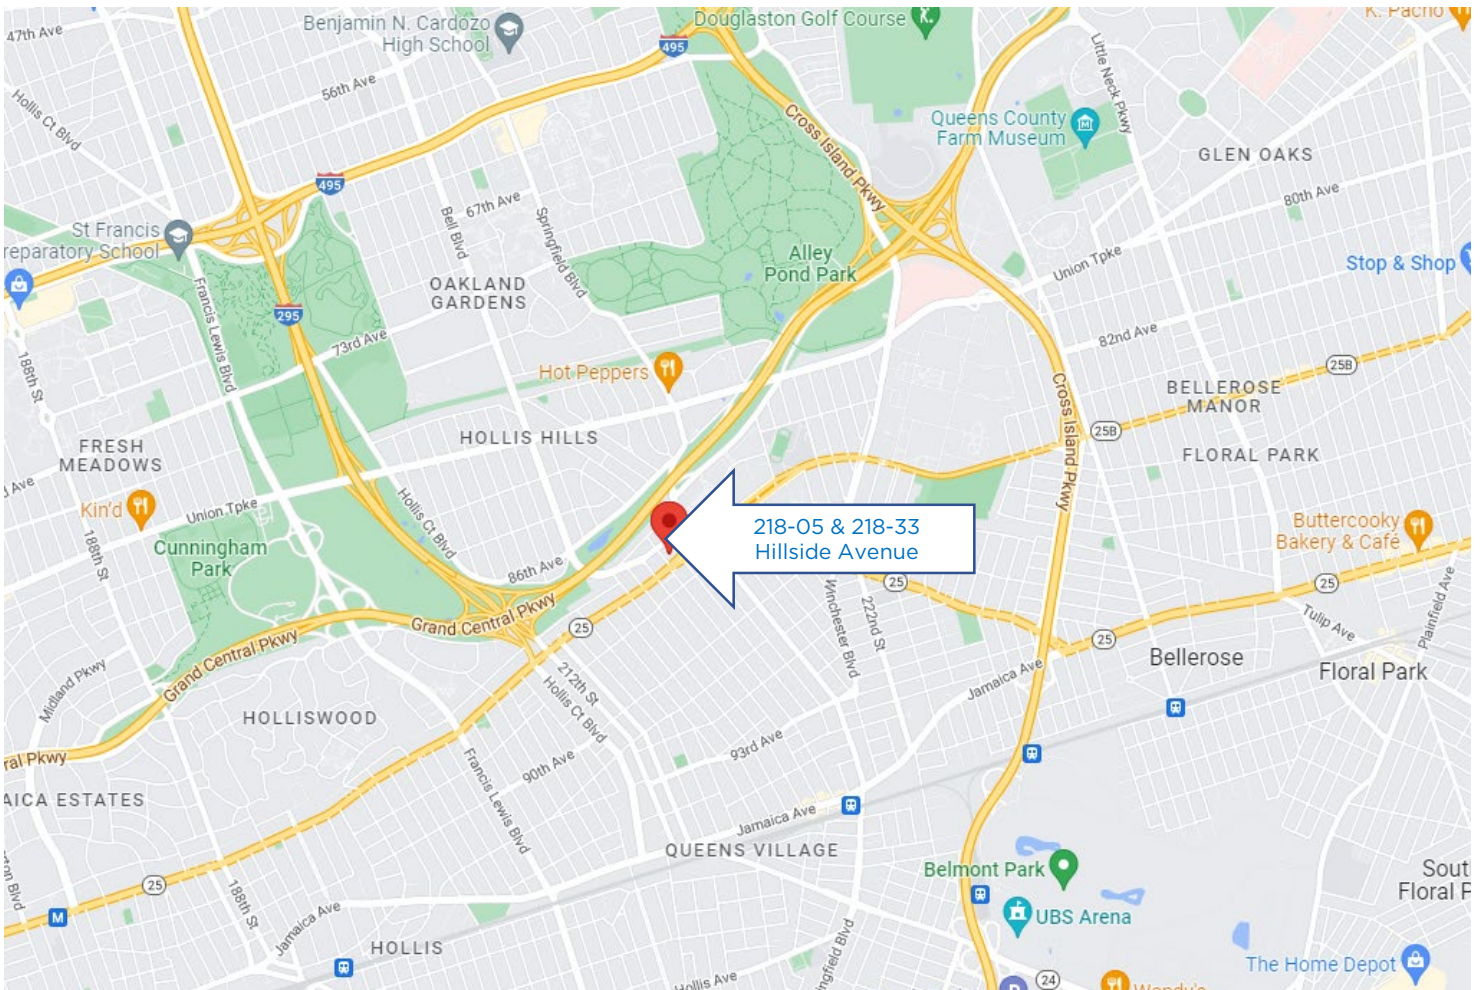 Benjamin N. Cardozo
High School
Douglaston Golf Course
K. Pacho
47th Ave
495
56th Ave
Hollis Ct Blvd
Little Neck Pkwy
Cross Island Pkwy
Queens County
Farm Museum
GLEN OAKS
495
67th Ave
80th Ave
St Francis
reparatory School
Bell Blvd
Springfield Blvd
Alley
Pond Park
Union Tpke
Stop & Shop
OAKLAND
GARDENS
295
Francis Lewis Blvd
73rd Ave
82nd Ave
188th St
Hot Peppers
25B
Cross Island Pkwy
BELLEROSE
MANOR
25B
HOLLIS HILLS
FRESH
MEADOWS
FLORAL PARK
Ave
Kin'd
Union Tpke
Hollis Ct Blvd
188th St
Cunningham
Park
218-05 & 218-33
Hillside Avenue
Buttercooky
Bakery & Café
86th Ave
25
25
Winchester Blvd
222nd St
Plainfield Ave
Tulip Ave
Grand Central Pkwy
25
25
Grand Central Pkwy
Bellerose
Floral Park
Midland Pkwy
212th St
Hollis Ct Blvd
Jamaica Ave
HOLLISWOOD
ral Pkwy
93rd Ave
90th Ave
Francis Lewis Blvd
AICA ESTATES
Jamaica Ave
QUEENS VILLAGE
Belmont Park
South
Floral P
25
188th St
M
UBS Arena
Jamaica Ave
HOLLIS
ngfield Blvd
The Home Depot
Hollis Ave
24
Wendy's